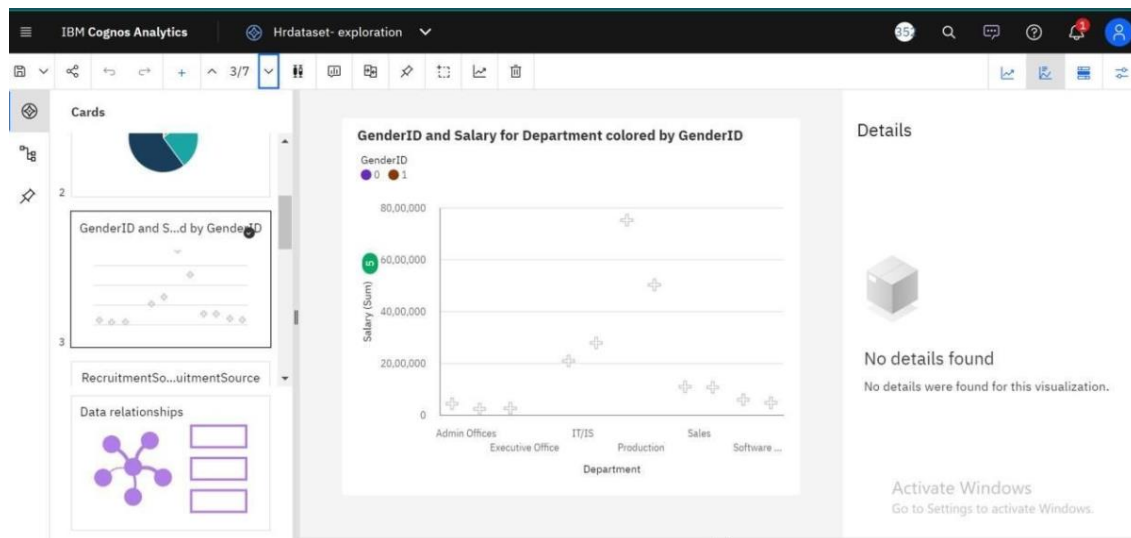 IBM Cognos Analytics
Hrdataset- exploration
352
1
3/7
Cards
2
GenderID and S...d by GenderID
3
RecruitmentSo...uitmentSource
Data relationships
GenderID and Salary for Department colored by GenderID
GenderID
0 1
80,00,000
60,00,000
40,00,000
20,00,000
0
5
Salary (Sum)
Admin Offices
Executive Office
IT/IS
Production
Sales
Software ...
Department
Details
No details found
No details were found for this visualization.
Activate Windows
Go to Settings to activate Windows.